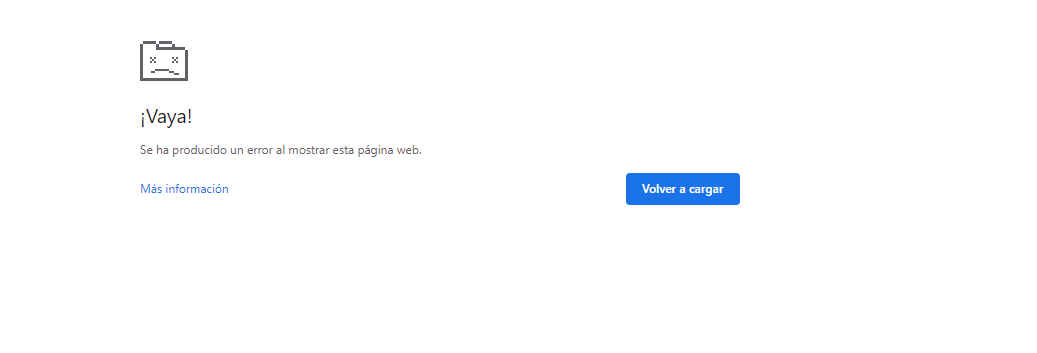 ¡Vaya!
Se ha producido un error al mostrar esta página web.
Más información
Volver a cargar